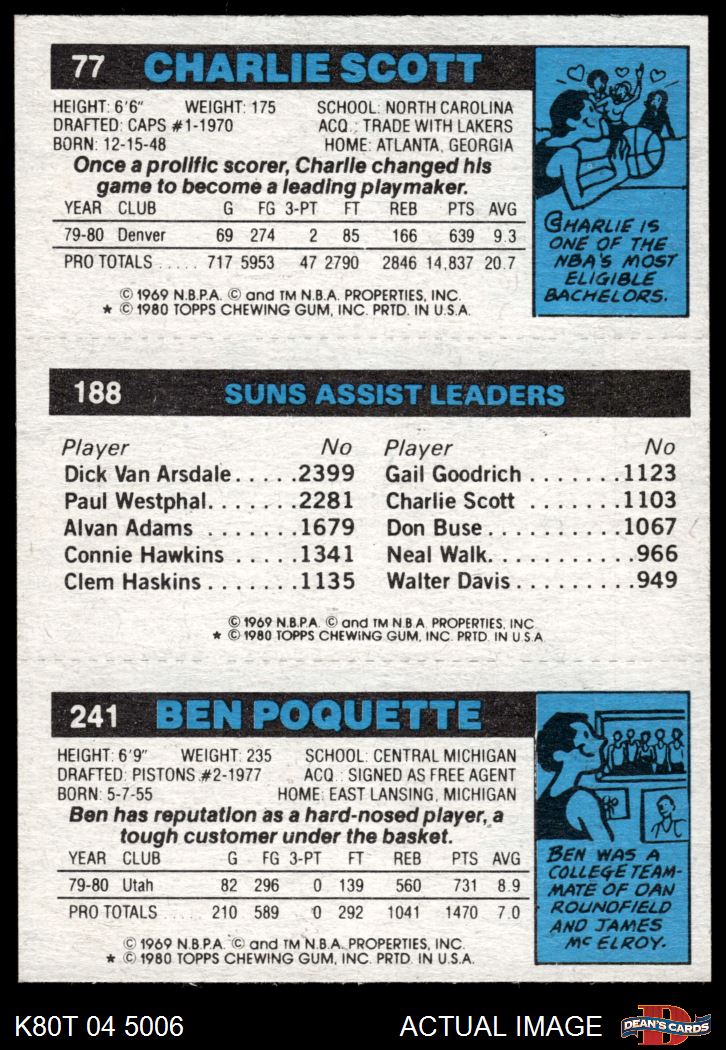 77 CHARLIE SCOTT
HEIGHT: 6'6" WEIGHT: 175 SCHOOL: NORTH CAROLINA
DRAFTED: CAPS #1-1970 ACQ.: TRADE WITH LAKERS
BORN: 12-15-48 HOME: ATLANTA, GEORGIA
Once a prolific scorer, Charlie changed his
game to become a leading playmaker.
YEAR CLUB G FG 3-PT FT REB PTS AVG
79-80 Denver 69 274 2 85 166 639 9.3
PRO TOTALS ..... 717 5953 47 2790 2846 14,837 20.7
© 1969 N.B.P.A. © and TM N.B.A. PROPERTIES, INC.
* © 1980 TOPPS CHEWING GUM, INC. PRTD. IN U.S.A.
CHARLIE IS
ONE OF THE
NBA'S MOST
ELIGIBLE
BACHELORS.
188 SUNS ASSIST LEADERS
Player No Player No
Dick Van Arsdale.....2399 Gail Goodrich.......1123
Paul Westphal.......2281 Charlie Scott.......1103
Alvan Adams.......1679 Don Buse..........1067
Connie Hawkins.....1341 Neal Walk..........966
Clem Haskins.......1135 Walter Davis........949
© 1969 N.B.P.A. © and TM N.B.A. PROPERTIES, INC.
* © 1980 TOPPS CHEWING GUM, INC. PRTD. IN U.S.A.
241 BEN POQUETTE
HEIGHT: 6'9" WEIGHT: 235 SCHOOL: CENTRAL MICHIGAN
DRAFTED: PISTONS #2-1977 ACQ.: SIGNED AS FREE AGENT
BORN: 5-7-55 HOME: EAST LANSING, MICHIGAN
Ben has reputation as a hard-nosed player, a
tough customer under the basket.
YEAR CLUB G FG 3-PT FT REB PTS AVG
79-80 Utah 82 296 0 139 560 731 8.9
PRO TOTALS .... 210 589 0 292 1041 1470 7.0
© 1969 N.B.P.A. © and TM N.B.A. PROPERTIES, INC.
* © 1980 TOPPS CHEWING GUM, INC. PRTD. IN U.S.A.
BEN WAS A
COLLEGE TEAM-
MATE OF DAN
ROUNDFIELD
AND JAMES
McELROY.
K80T 04 5006 ACTUAL IMAGE D DEAN'S CARDS